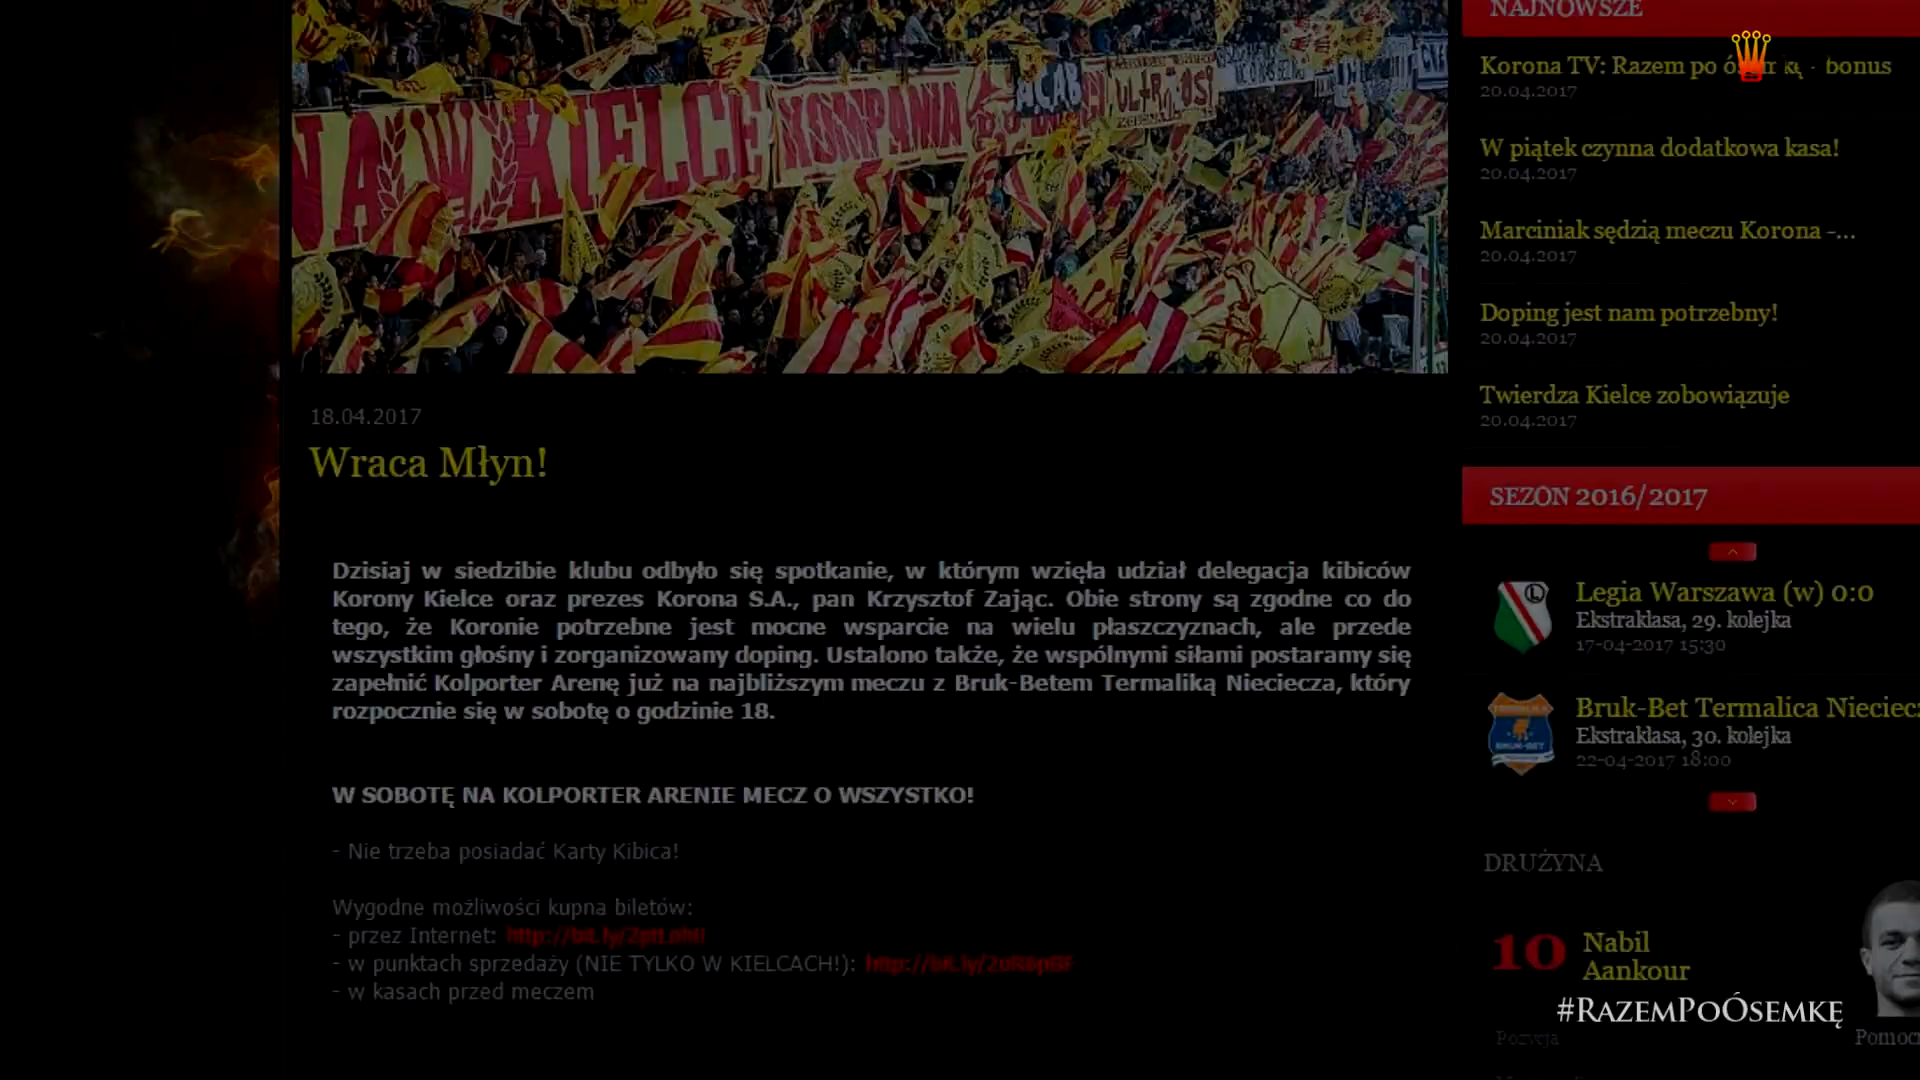 NA KIELCE
KOMPANIA
ACAB
ULTRASI
NAJNOWSZE
Korona TV: Razem po bonus
20.04.2017
W piątek czynna dodatkowa kasa!
20.04.2017
Marciniak sędzią meczu Korona -...
20.04.2017
Doping jest nam potrzebny!
20.04.2017
Twierdza Kielce zobowiązuje
20.04.2017
18.04.2017
Wraca Młyn!
Dzisiaj w siedzibie klubu odbyło się spotkanie, w którym wzięła udział delegacja kibiców
Korony Kielce oraz prezes Korona S.A., pan Krzysztof Zając. Obie strony są zgodne co do
tego, że Koronie potrzebne jest mocne wsparcie na wielu płaszczyznach, ale przede
wszystkim głośny i zorganizowany doping. Ustalono także, że wspólnymi siłami postaramy się
zapełnić Kolporter Arenę już na najbliższym meczu z Bruk-Betem Termaliką Nieciecza, który
rozpocznie się w sobotę o godzinie 18.
W SOBOTĘ NA KOLPORTER ARENIE MECZ O WSZYSTKO!
- Nie trzeba posiadać Karty Kibica!
Wygodne możliwości kupna biletów:
- przez Internet:
- w punktach sprzedaży (NIE TYLKO W KIELCACH!):
- w kasach przed meczem
SEZON 2016/2017
Legia Warszawa (w) 0:0
Ekstraklasa, 29. kolejka
17-04-2017 15:30
Bruk-Bet Termalica Nieciecz
Ekstraklasa, 30. kolejka
22-04-2017 18:00
DRUŻYNA
10 Nabil
Aankour
#RAZEMPOÓSEMKĘ
Pozycja Pomoc